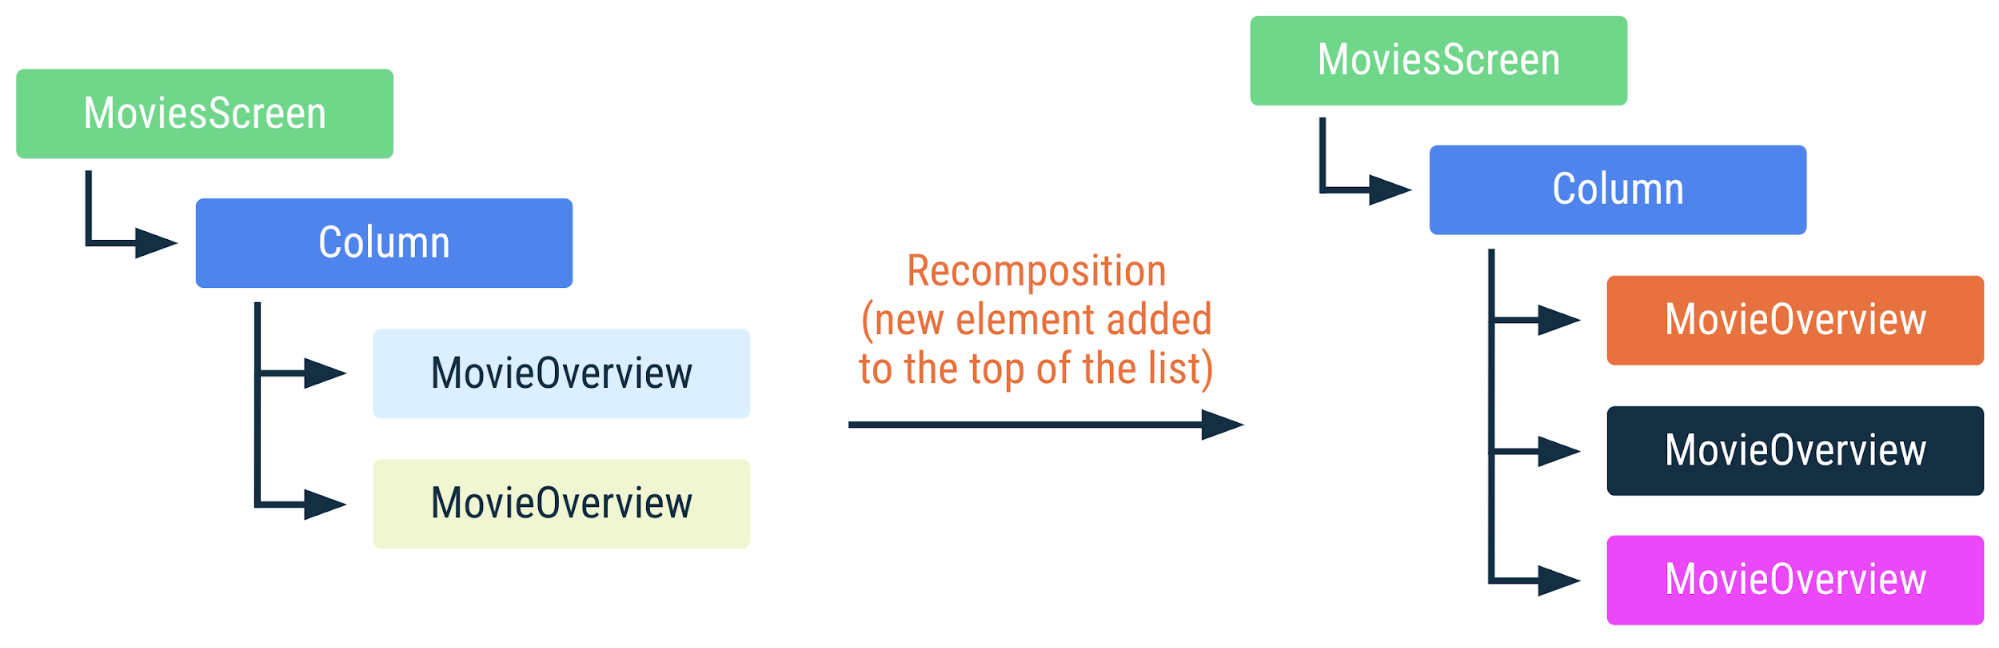 MoviesScreen
Column
MovieOverview
MovieOverview
Recomposition
(new element added
to the top of the list)
MoviesScreen
Column
MovieOverview
MovieOverview
MovieOverview